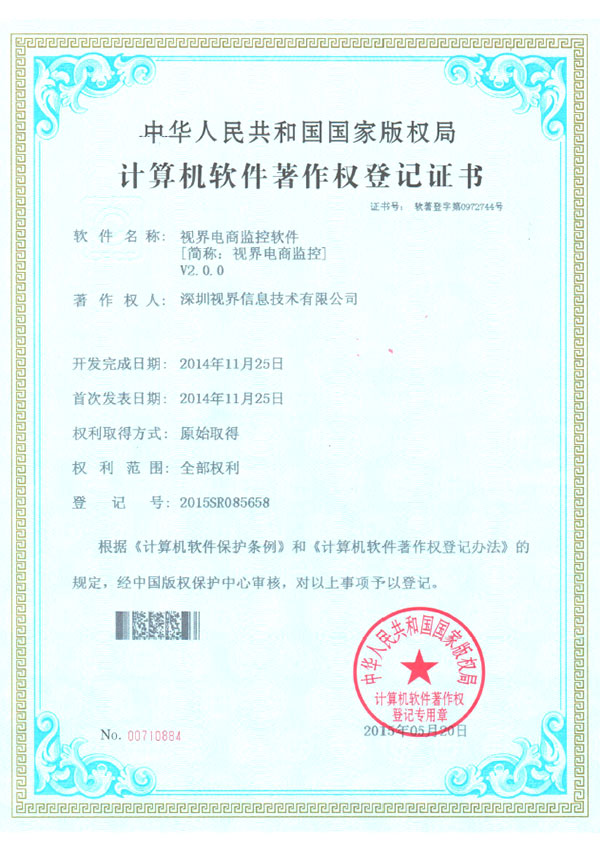 中华人民共和国国家版权局
计算机软件著作权登记证书
证书号： 软著登字第0972744号
软件名称： 视界电商监控软件
[简称：视界电商监控]
V2.0.0
著作权人： 深圳视界信息技术有限公司
开发完成日期： 2014年11月25日
首次发表日期： 2014年11月25日
权利取得方式： 原始取得
权利范围： 全部权利
登记号： 2015SR085658
根据《计算机软件保护条例》和《计算机软件著作权登记办法》的
规定，经中国版权保护中心审核，对以上事项予以登记。
中华人民共和国国家版权局
计算机软件著作权
登记专用章
No. 00710884
2015年05月20日